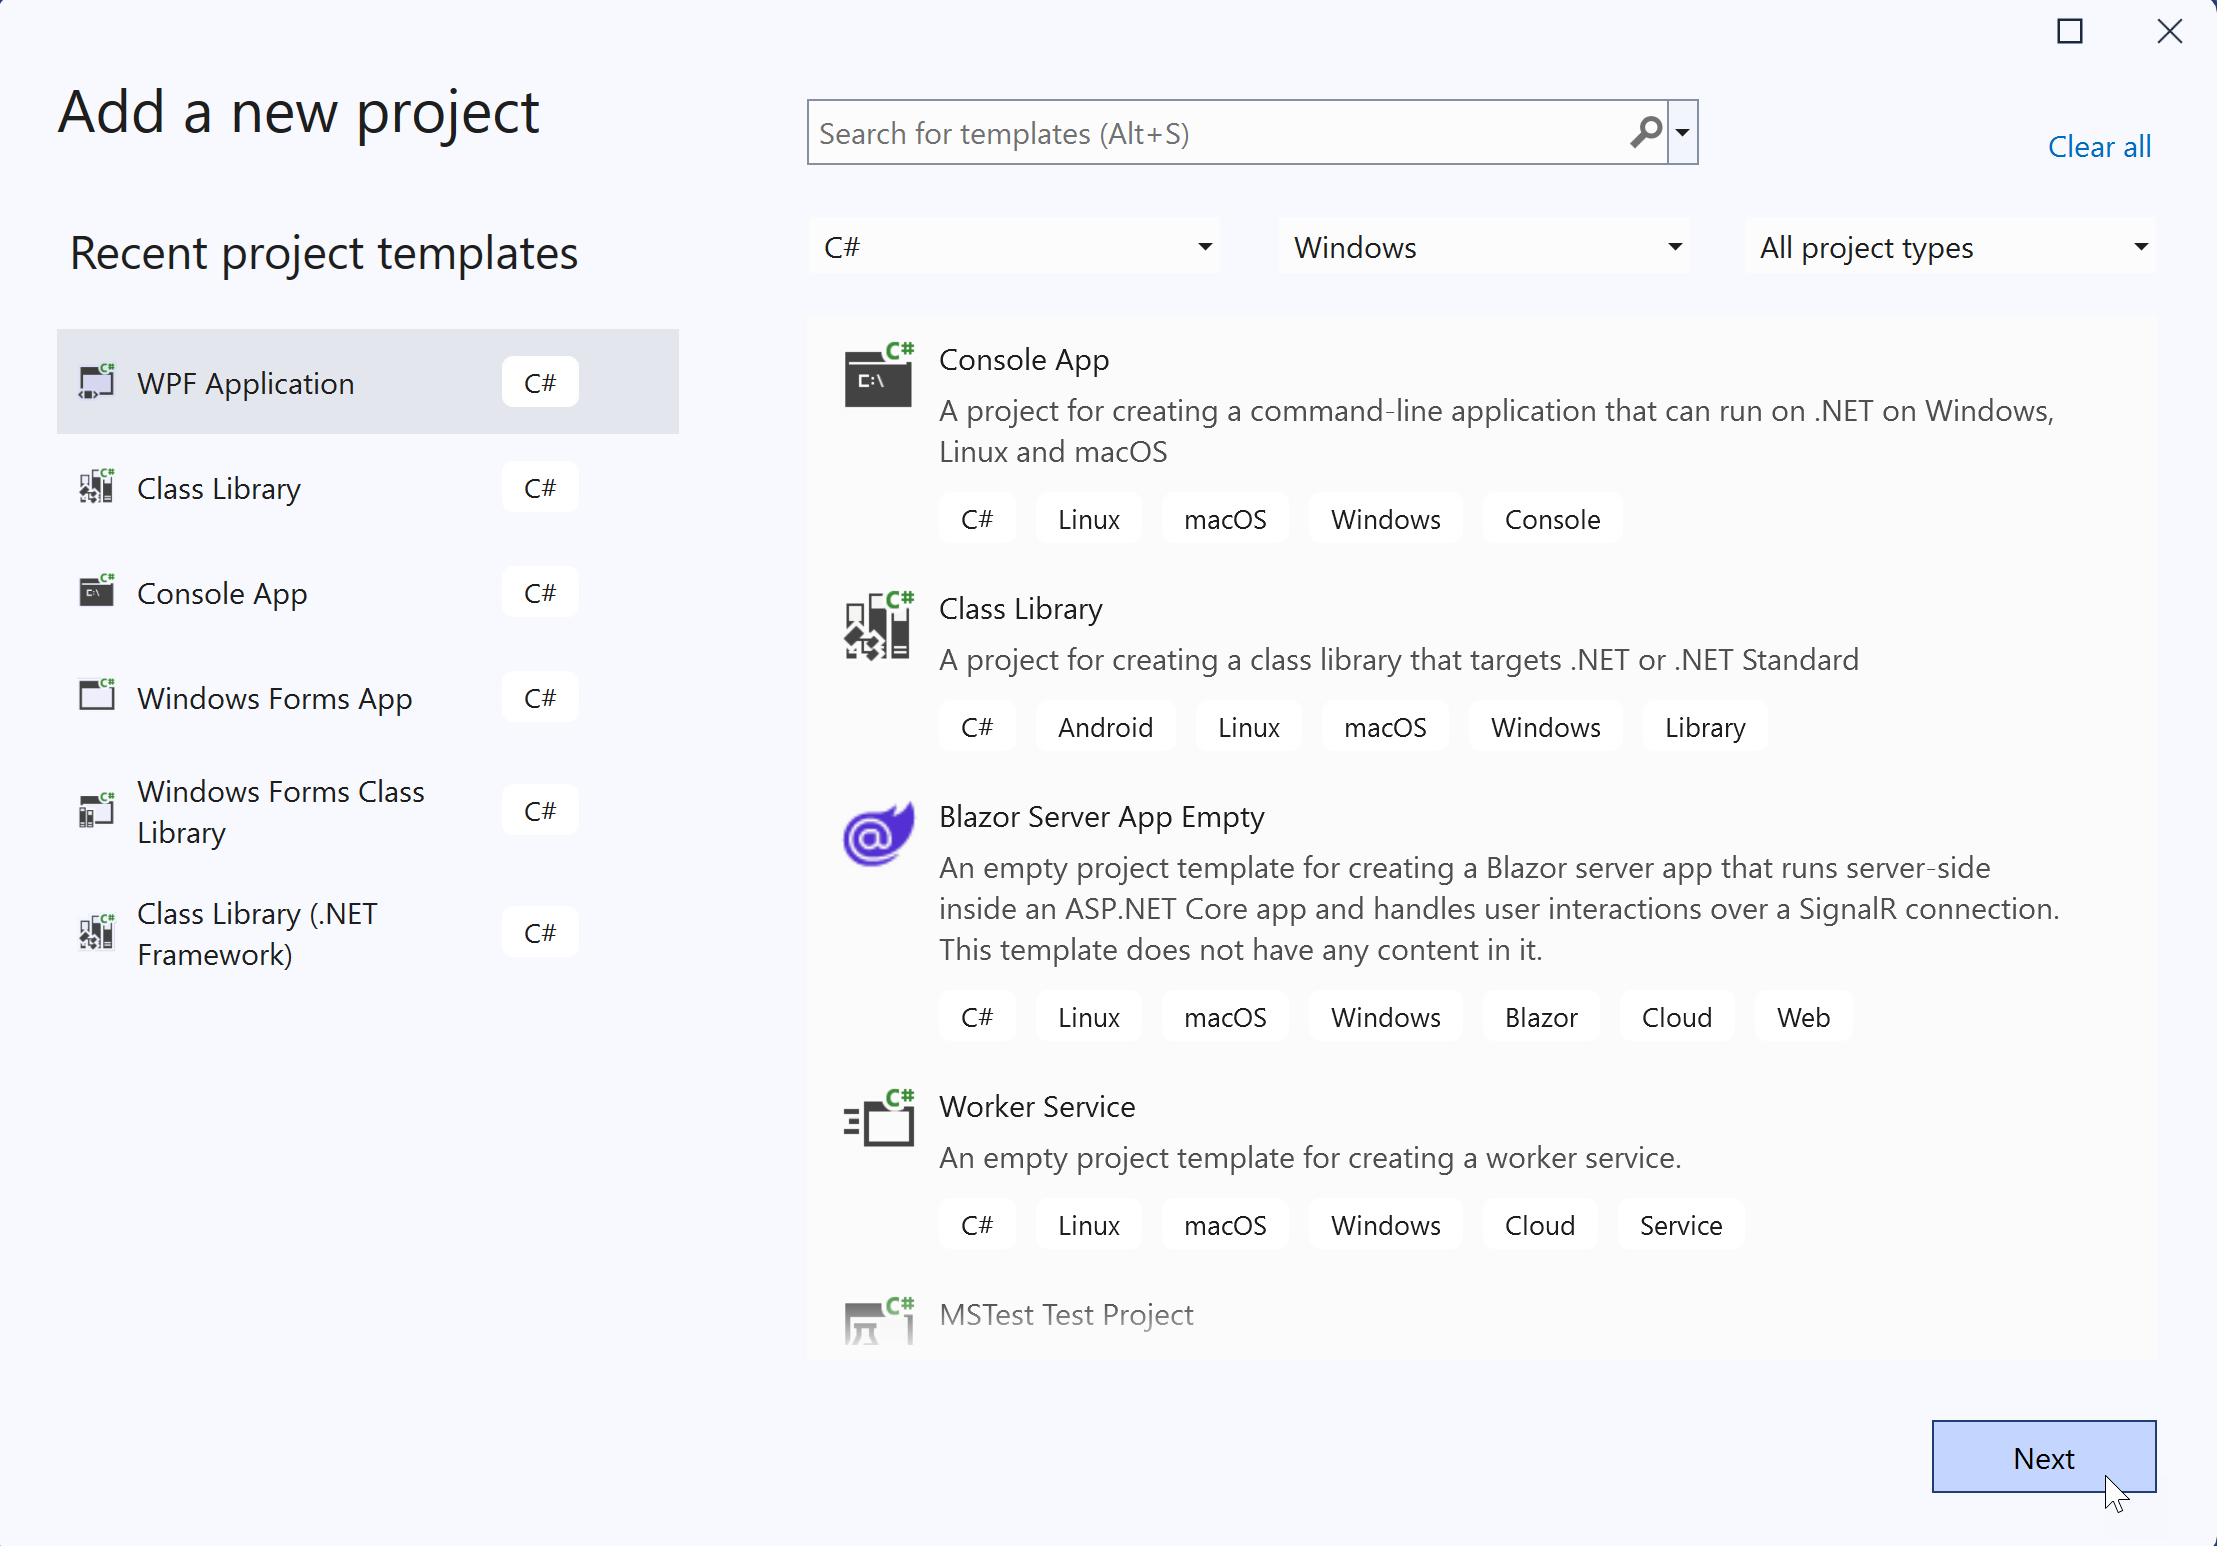 Add a new project
Search for templates (Alt+S)
Clear all
Recent project templates
C#
Windows
All project types
WPF Application
C#
Class Library
C#
Console App
C#
Windows Forms App
C#
Windows Forms Class
Library
C#
Class Library (.NET
Framework)
C#
C#
C:\
Console App
A project for creating a command-line application that can run on .NET on Windows,
Linux and macOS
C# Linux macOS Windows Console
C#
Class Library
A project for creating a class library that targets .NET or .NET Standard
C# Android Linux macOS Windows Library
@
Blazor Server App Empty
An empty project template for creating a Blazor server app that runs server-side
inside an ASP.NET Core app and handles user interactions over a SignalR connection.
This template does not have any content in it.
C# Linux macOS Windows Blazor Cloud Web
C#
Worker Service
An empty project template for creating a worker service.
C# Linux macOS Windows Cloud Service
C#
MSTest Test Project
Next